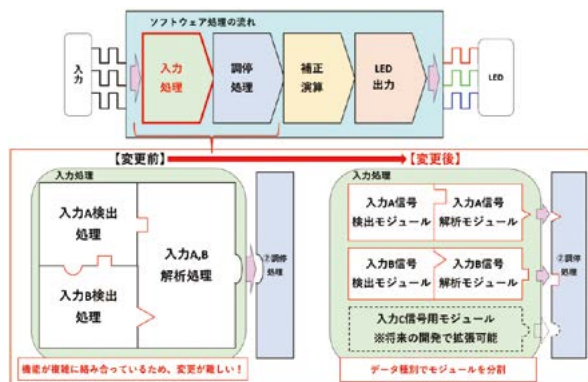 ソフトウェア処理の流れ
入力
入力
処理
調停
処理
補正
演算
LED
出力
LED
【変更前】
【変更後】
入力処理
入力A検出
処理
入力B検出
処理
入力A,B
解析処理
②調停
処理
機能が複雑に絡み合っているため、変更が難しい！
入力処理
入力A信号
検出モジュール
入力A信号
解析モジュール
入力B信号
検出モジュール
入力B信号
解析モジュール
入力C信号用モジュール
※将来の開発で拡張可能
②調停
処理
データ種別でモジュールを分割